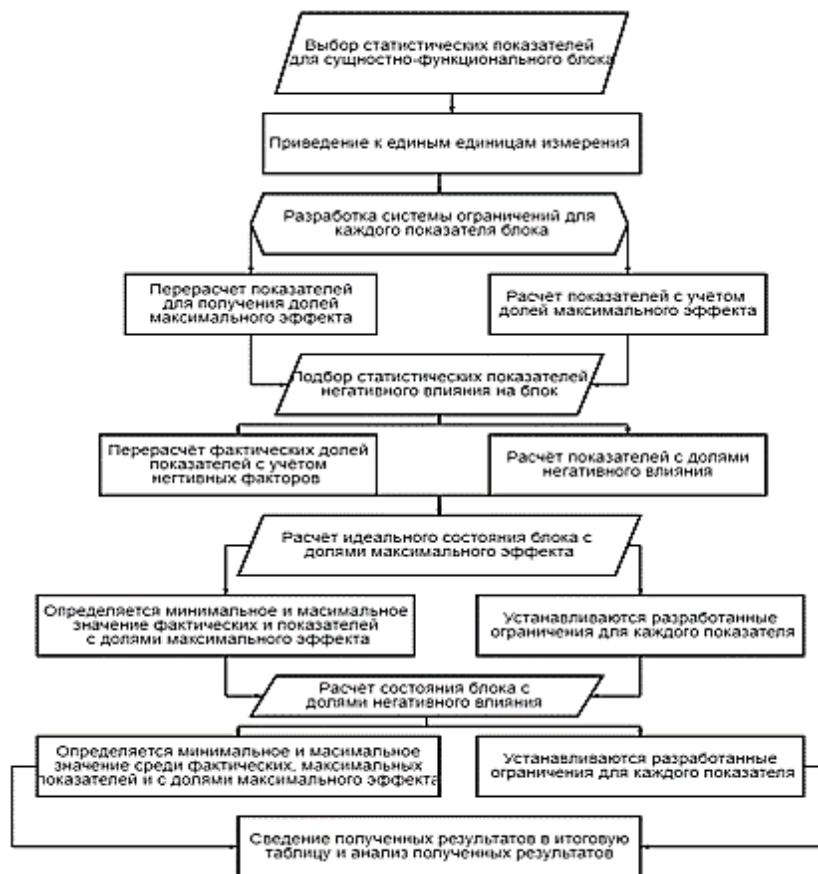 Выбор статистических показателей
для сущностно-функционального блока
Приведение к единым единицам измерения
Разработка системы ограничений для
каждого показателя блока
Перерасчет показателей
для получения долей
максимального эффекта
Расчёт показателей с учётом
долей максимального эффекта
Подбор статистических показателей
негативного влияния на блок
Перерасчёт фактических долей
показателей с учётом
негтивных факторов
Расчёт показателей с долями
негативного влияния
Расчёт идеального состояния блока с
долями максимального эффекта
Определяется минимальное и масимальное
значение фактических и показателей
с долями максимального эффекта
Устанавливаются разработанные
ограничения для каждого показателя
Расчет состояния блока с
долями негативного влияния
Определяется минимальное и масимальное
значение среди фактических, максимальных
показателей и с долями максимального эффекта
Устанавливаются разработанные
ограничения для каждого показателя
Сведение полученных результатов в итоговую
таблицу и анализ полученных результатов